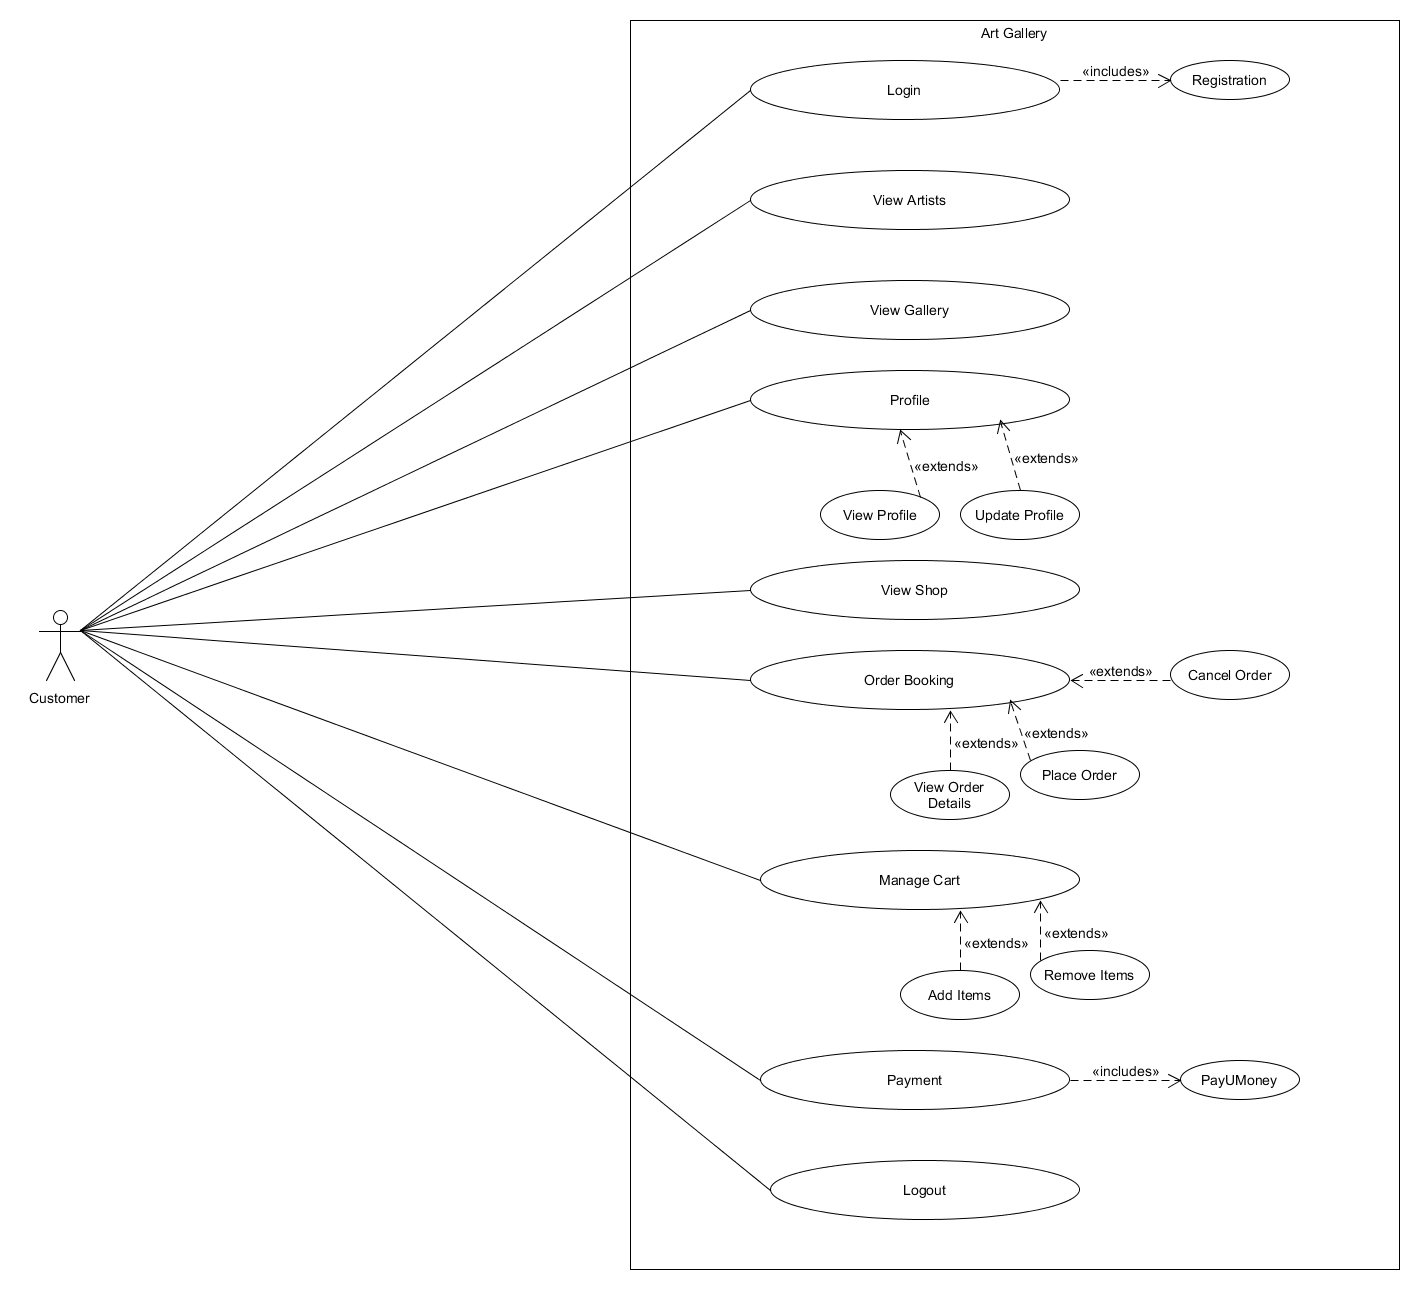 Art Gallery
Login
«includes»
Registration
View Artists
View Gallery
Profile
«extends»
«extends»
View Profile
Update Profile
View Shop
Customer
Order Booking
«extends»
Cancel Order
«extends»
«extends»
View Order
Details
Place Order
Manage Cart
«extends»
«extends»
Add Items
Remove Items
Payment
«includes»
PayUMoney
Logout